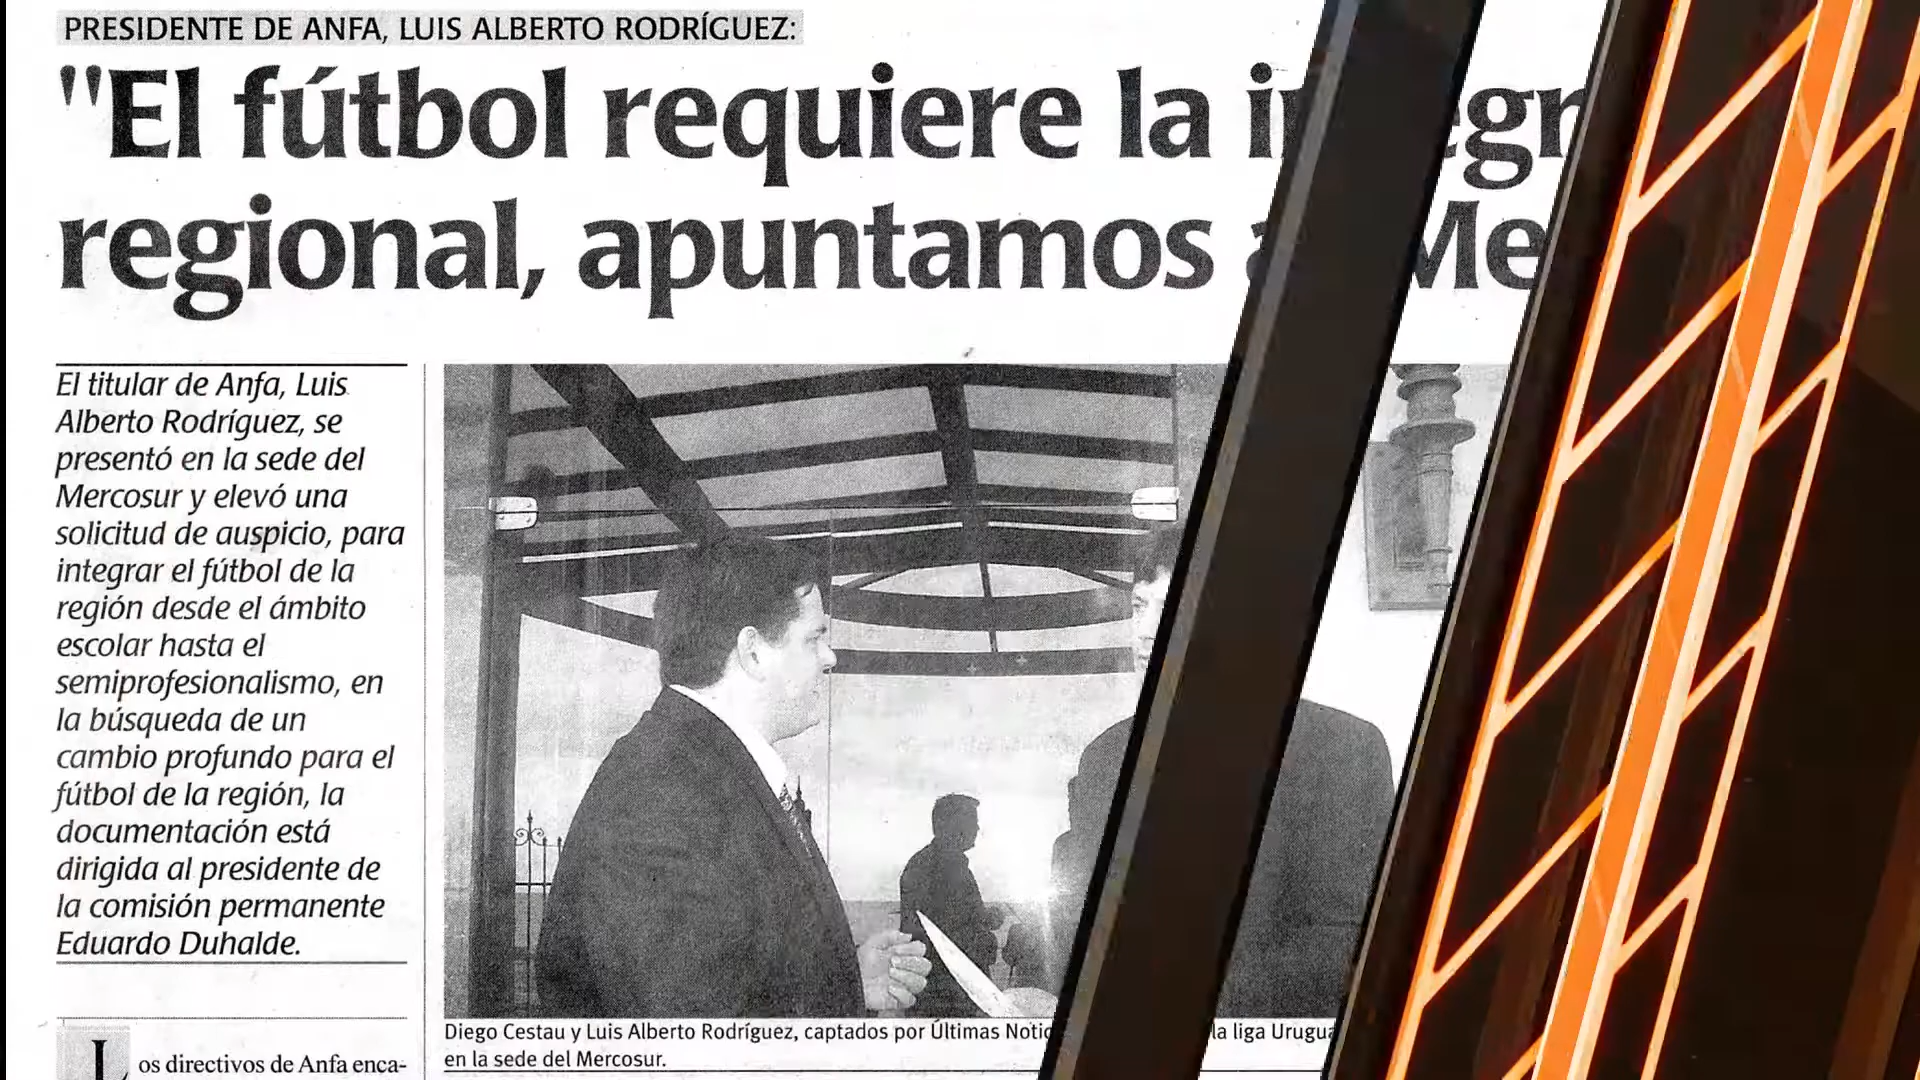 PRESIDENTE DE ANFA, LUIS ALBERTO RODRÍGUEZ:
"El fútbol requiere la
regional, apuntamos
El titular de Anfa, Luis
Alberto Rodríguez, se
presentó en la sede del
Mercosur y elevó una
solicitud de auspicio, para
integrar el fútbol de la
región desde el ámbito
escolar hasta el
semiprofesionalismo, en
la búsqueda de un
cambio profundo para el
fútbol de la región, la
documentación está
dirigida al presidente de
la comisión permanente
Eduardo Duhalde.
Los directivos de Anfa enca-
Diego Cestau y Luis Alberto Rodríguez, captados por Últimas la liga
en la sede del Mercosur.